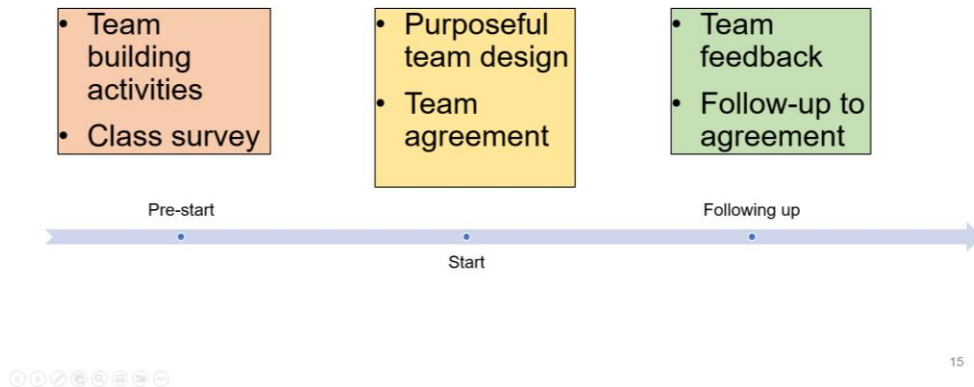 • Team
building
activities
• Class survey
• Purposeful
team design
• Team
agreement
• Team
feedback
• Follow-up to
agreement
Pre-start
Start
Following up
15